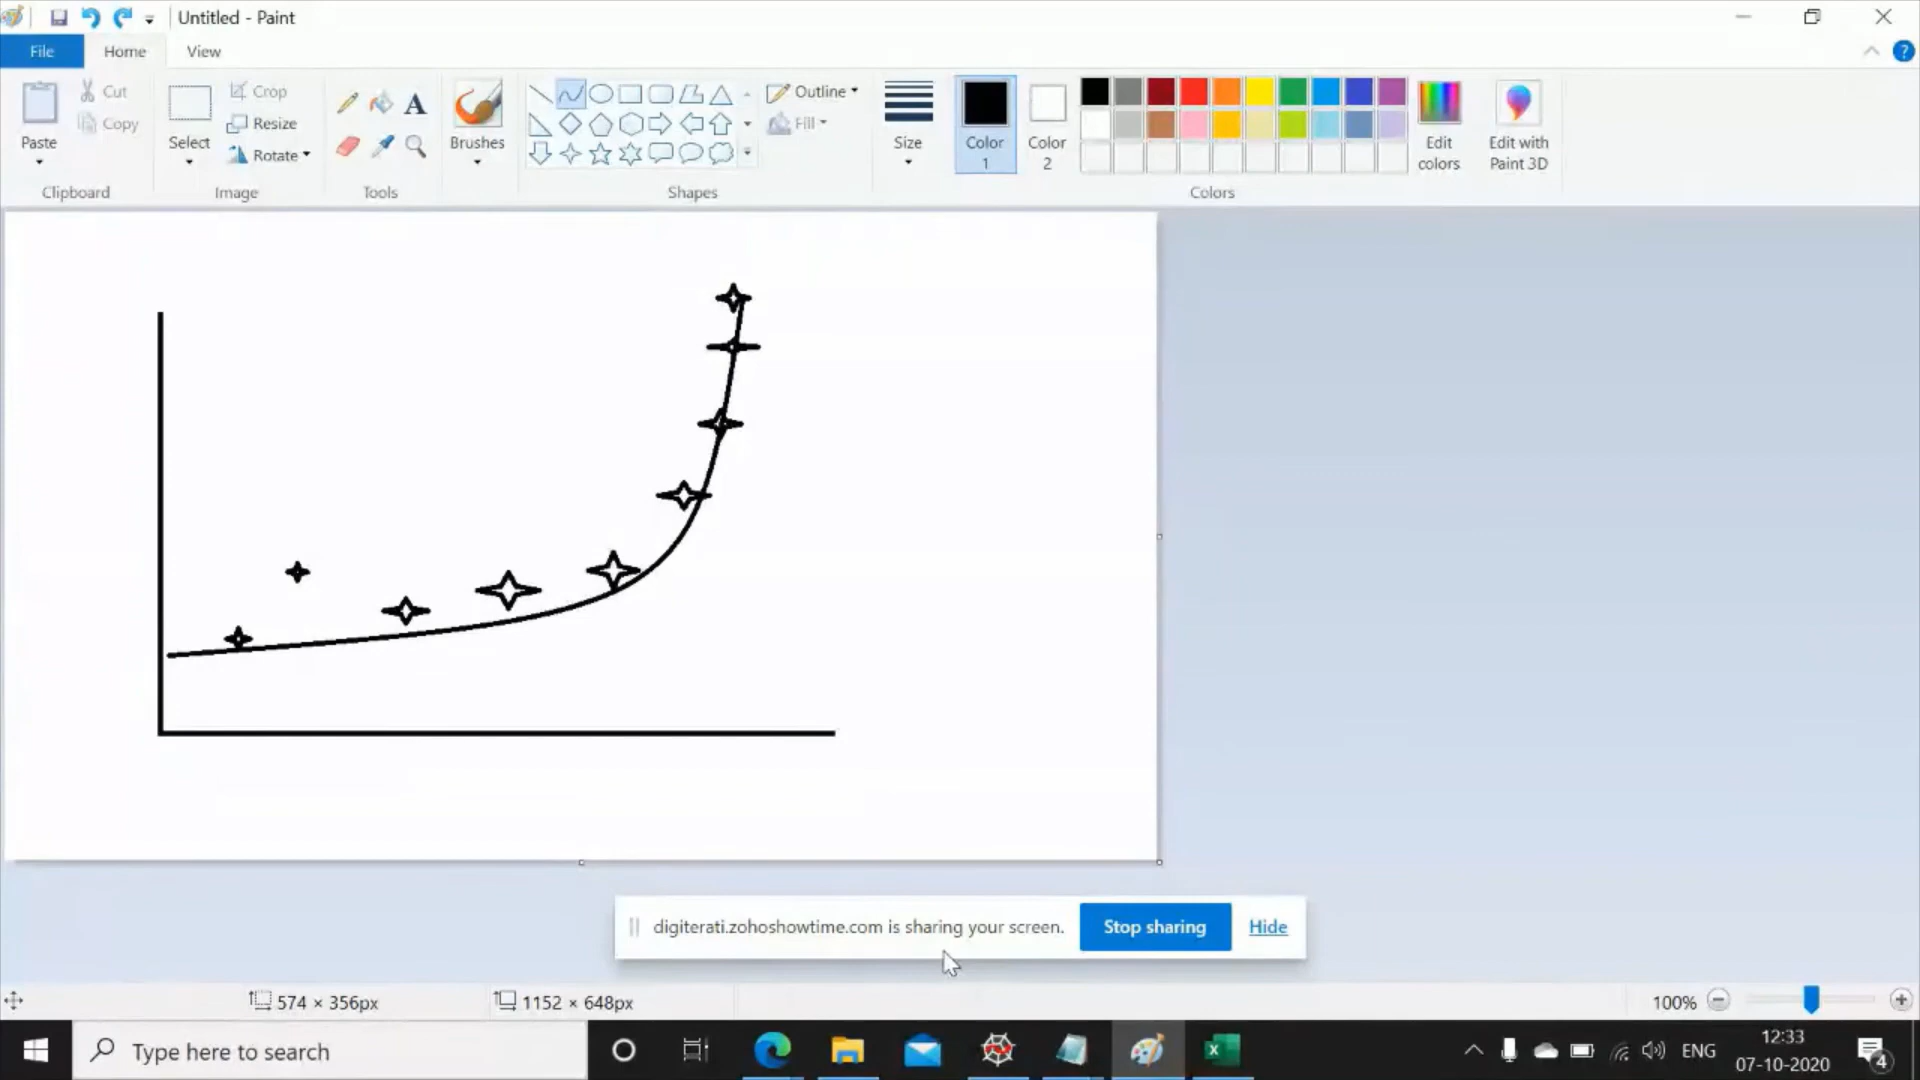 Untitled - Paint
File Home View
Paste
Cut
Copy
Clipboard
Select
Crop
Resize
Rotate
Image
Tools
Brushes
Shapes
Outline
Fill
Size
Color 1
Color 2
Colors
Edit colors
Edit with Paint 3D
digiterati.zohoshowtime.com is sharing your screen. Stop sharing Hide
574 × 356px 1152 × 648px 100%
Type here to search
ENG
12:33
07-10-2020
4